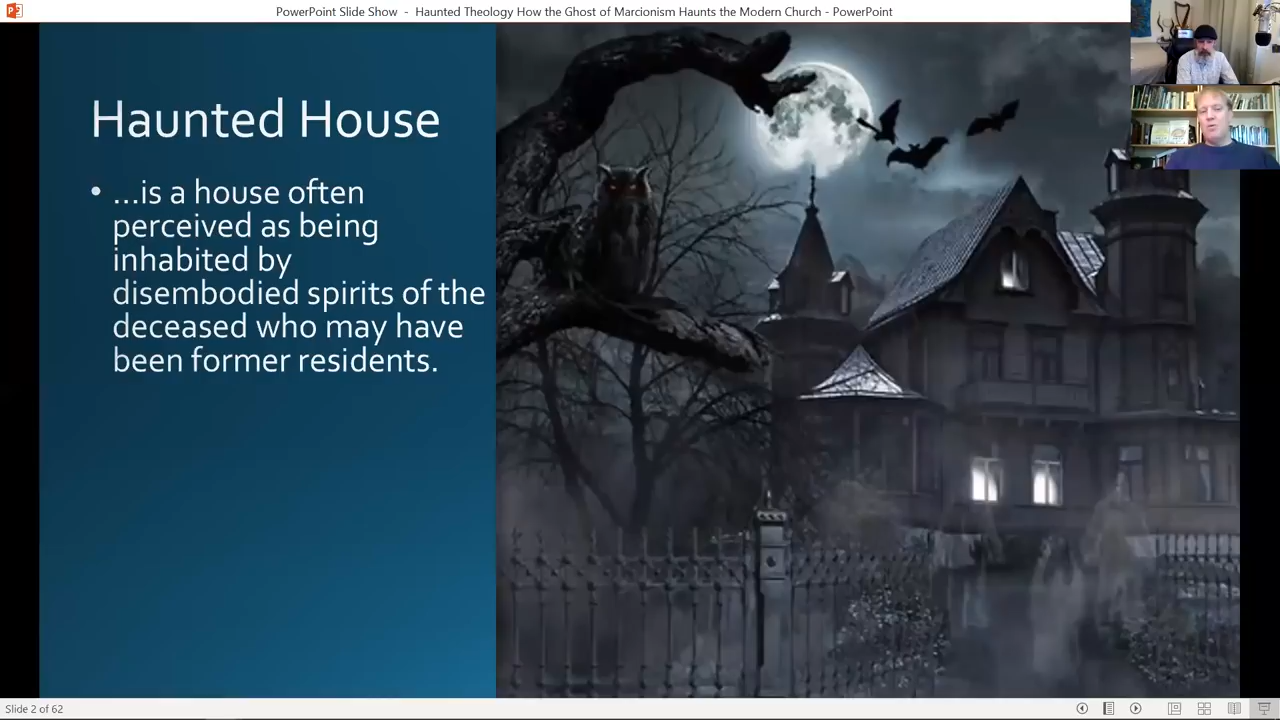 PowerPoint Slide Show - Haunted Theology How the Ghost of Marcionism Haunts the Modern Church - PowerPoint
Haunted House
• ...is a house often
perceived as being
inhabited by
disembodied spirits of the
deceased who may have
been former residents.
Slide 2 of 62